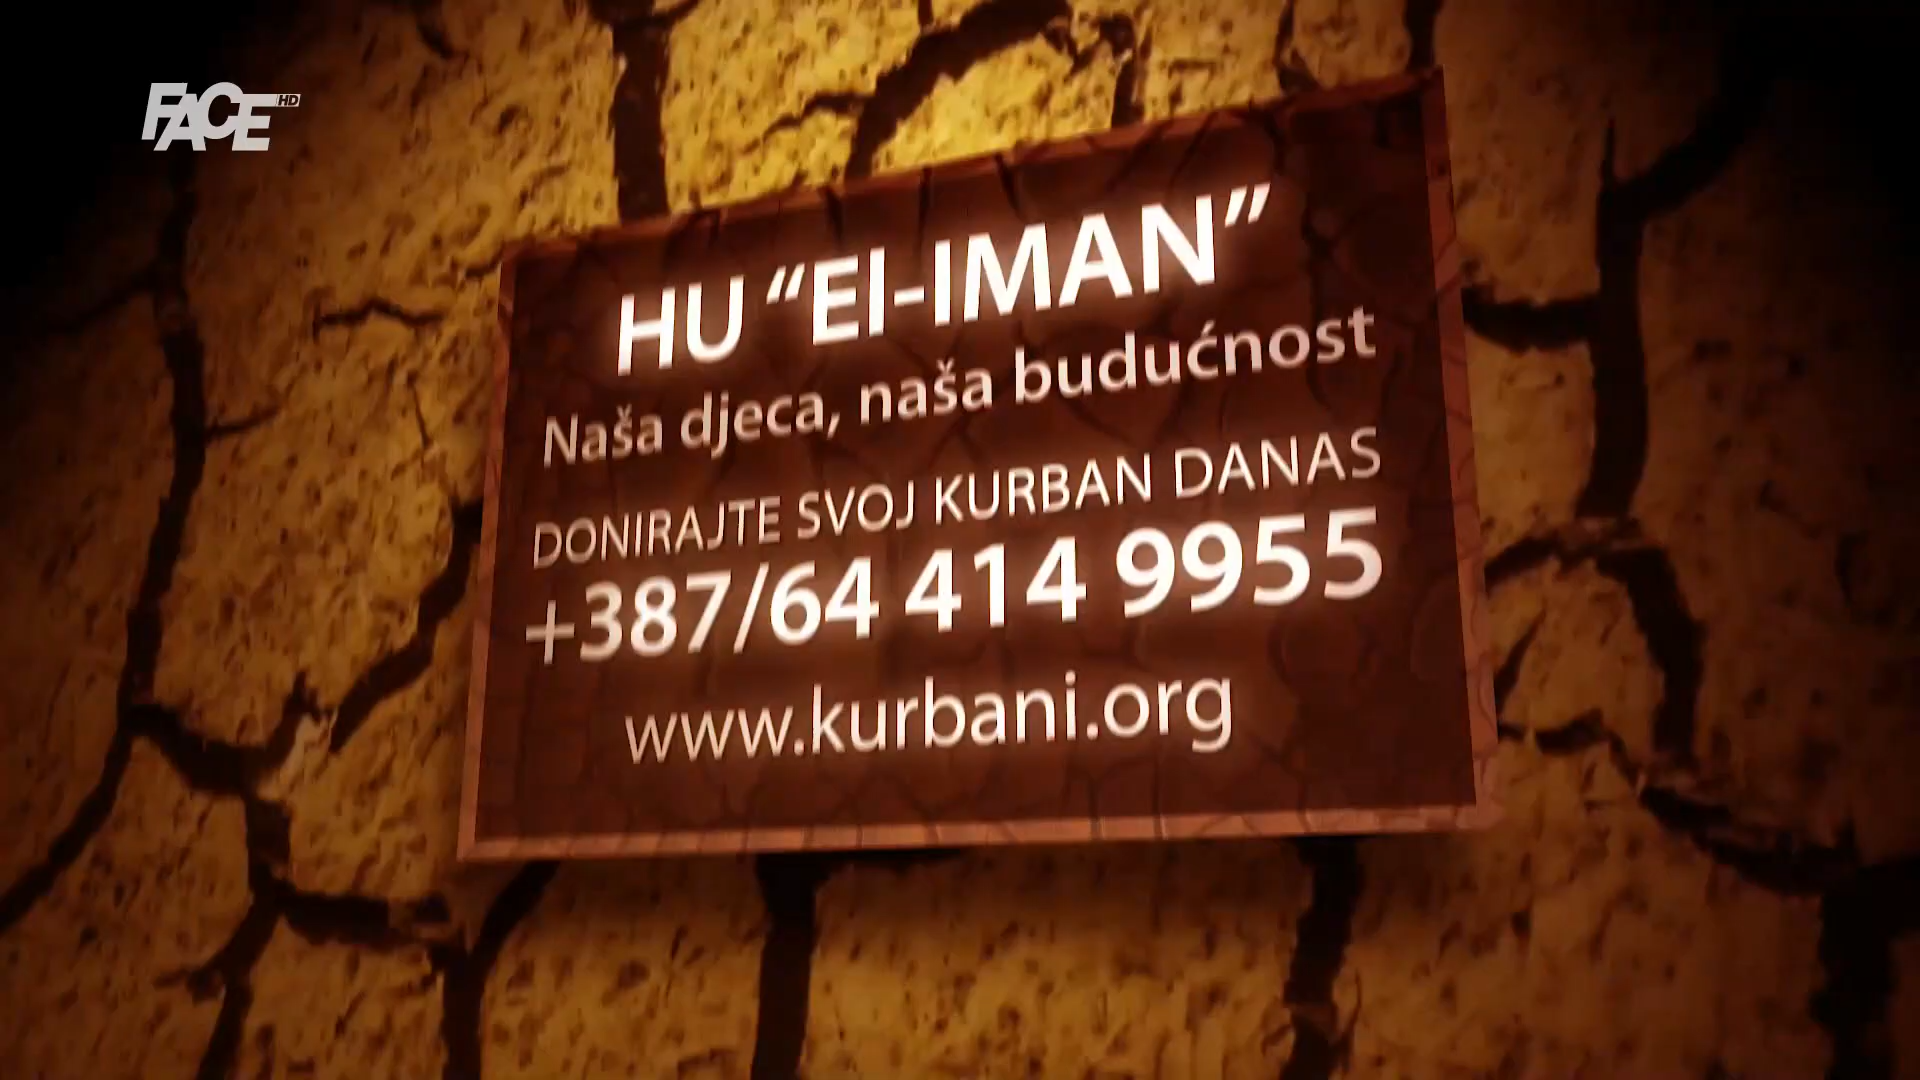 FACE HD
HU “El-IMAN”
Naša djeca, naša budućnost
DONIRAJTE SVOJ KURBAN DANAS
+387/64 414 9955
www.kurbani.org